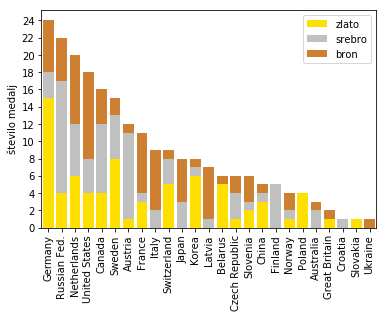 število medalj
24
22
20
18
16
14
12
10
8
6
4
2
0
zlato
srebro
bron
Germany
Russian Fed.
Netherlands
United States
Canada
Sweden
Austria
France
Italy
Switzerland
Japan
Korea
Latvia
Belarus
Czech Republic
Slovenia
China
Finland
Norway
Poland
Australia
Great Britain
Croatia
Slovakia
Ukraine